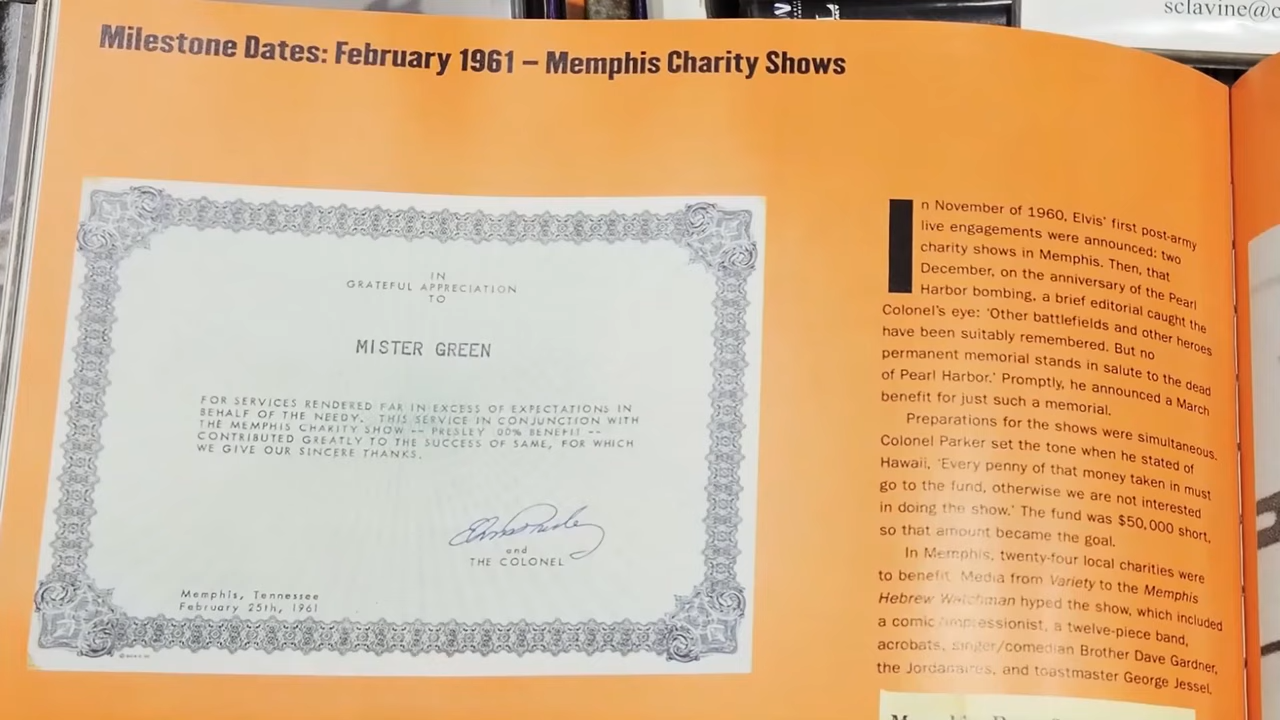 sclavine@c
Milestone Dates: February 1961 – Memphis Charity Shows
IN
GRATEFUL APPRECIATION
TO
MISTER GREEN
FOR SERVICES RENDERED FAR IN EXCESS OF EXPECTATIONS IN
BEHALF OF THE NEEDY. THIS SERVICE IN CONJUNCTION WITH
THE MEMPHIS CHARITY SHOW -- PRESLEY 00% BENEFIT --
CONTRIBUTED GREATLY TO THE SUCCESS OF SAME, FOR WHICH
WE GIVE OUR SINCERE THANKS.
Elvis Presley
and
THE COLONEL
Memphis, Tennessee
February 25th, 1961
In November of 1960, Elvis' first post-army
live engagements were announced: two
charity shows in Memphis. Then, that
December, on the anniversary of the Pearl
Harbor bombing, a brief editorial caught the
Colonel's eye: 'Other battlefields and other heroes
have been suitably remembered. But no
permanent memorial stands in salute to the dead
of Pearl Harbor.' Promptly, he announced a March
benefit for just such a memorial.
Preparations for the shows were simultaneous.
Colonel Parker set the tone when he stated of
Hawaii, 'Every penny of that money taken in must
go to the fund, otherwise we are not interested
in doing the show.' The fund was $50,000 short,
so that amount became the goal.
In Memphis, twenty-four local charities were
to benefit. Media from Variety to the Memphis
Hebrew Watchman hyped the show, which included
a comic/impressionist, a twelve-piece band,
acrobats, singer/comedian Brother Dave Gardner,
the Jordanaires, and toastmaster George Jessel.